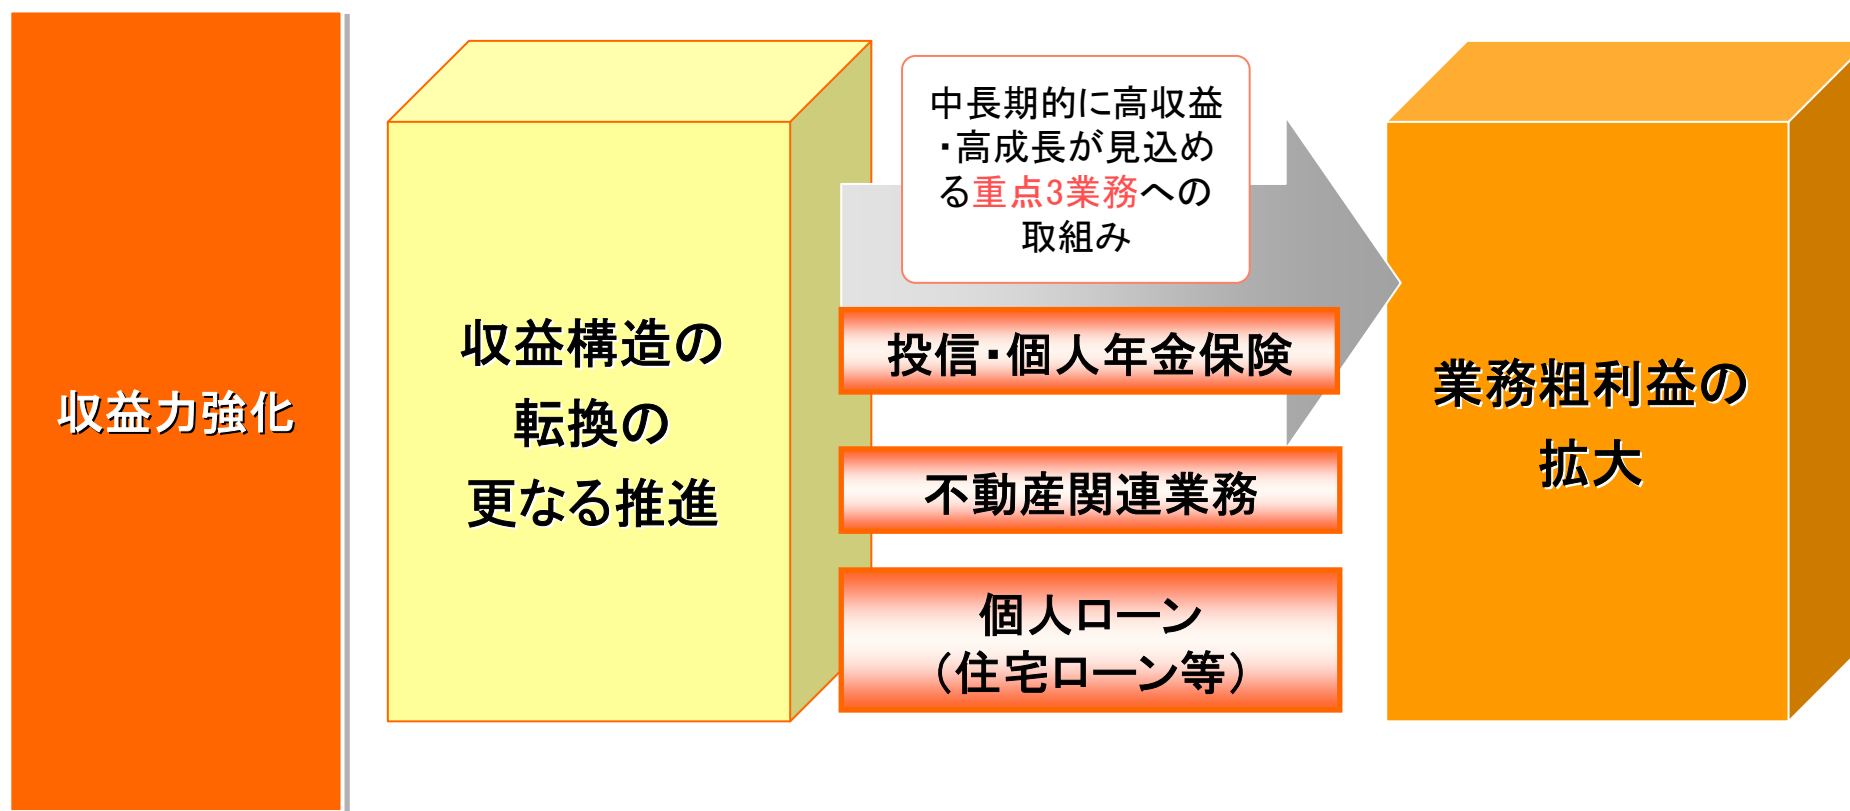 収益力強化
収益構造の
転換の
更なる推進
中長期的に高収益
・高成長が見込め
る重点3業務への
取組み
投信・個人年金保険
不動産関連業務
個人ローン
（住宅ローン等）
業務粗利益の
拡大